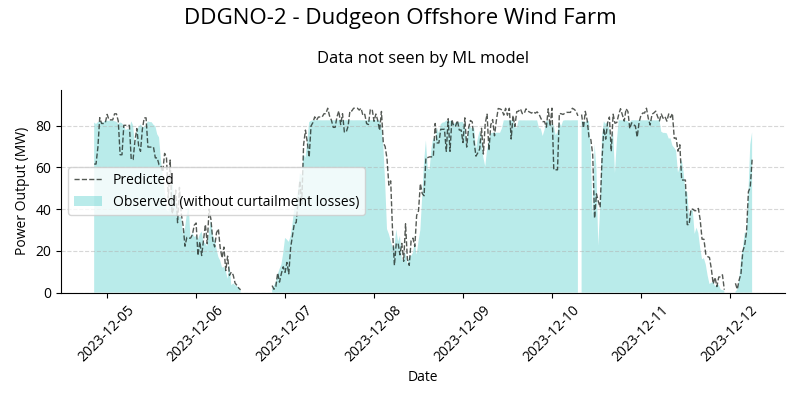 DDGNO-2 - Dudgeon Offshore Wind Farm
Data not seen by ML model
Power Output (MW)
80
60
40
20
0
Predicted
Observed (without curtailment losses)
2023-12-05
2023-12-06
2023-12-07
2023-12-08
2023-12-09
2023-12-10
2023-12-11
2023-12-12
Date